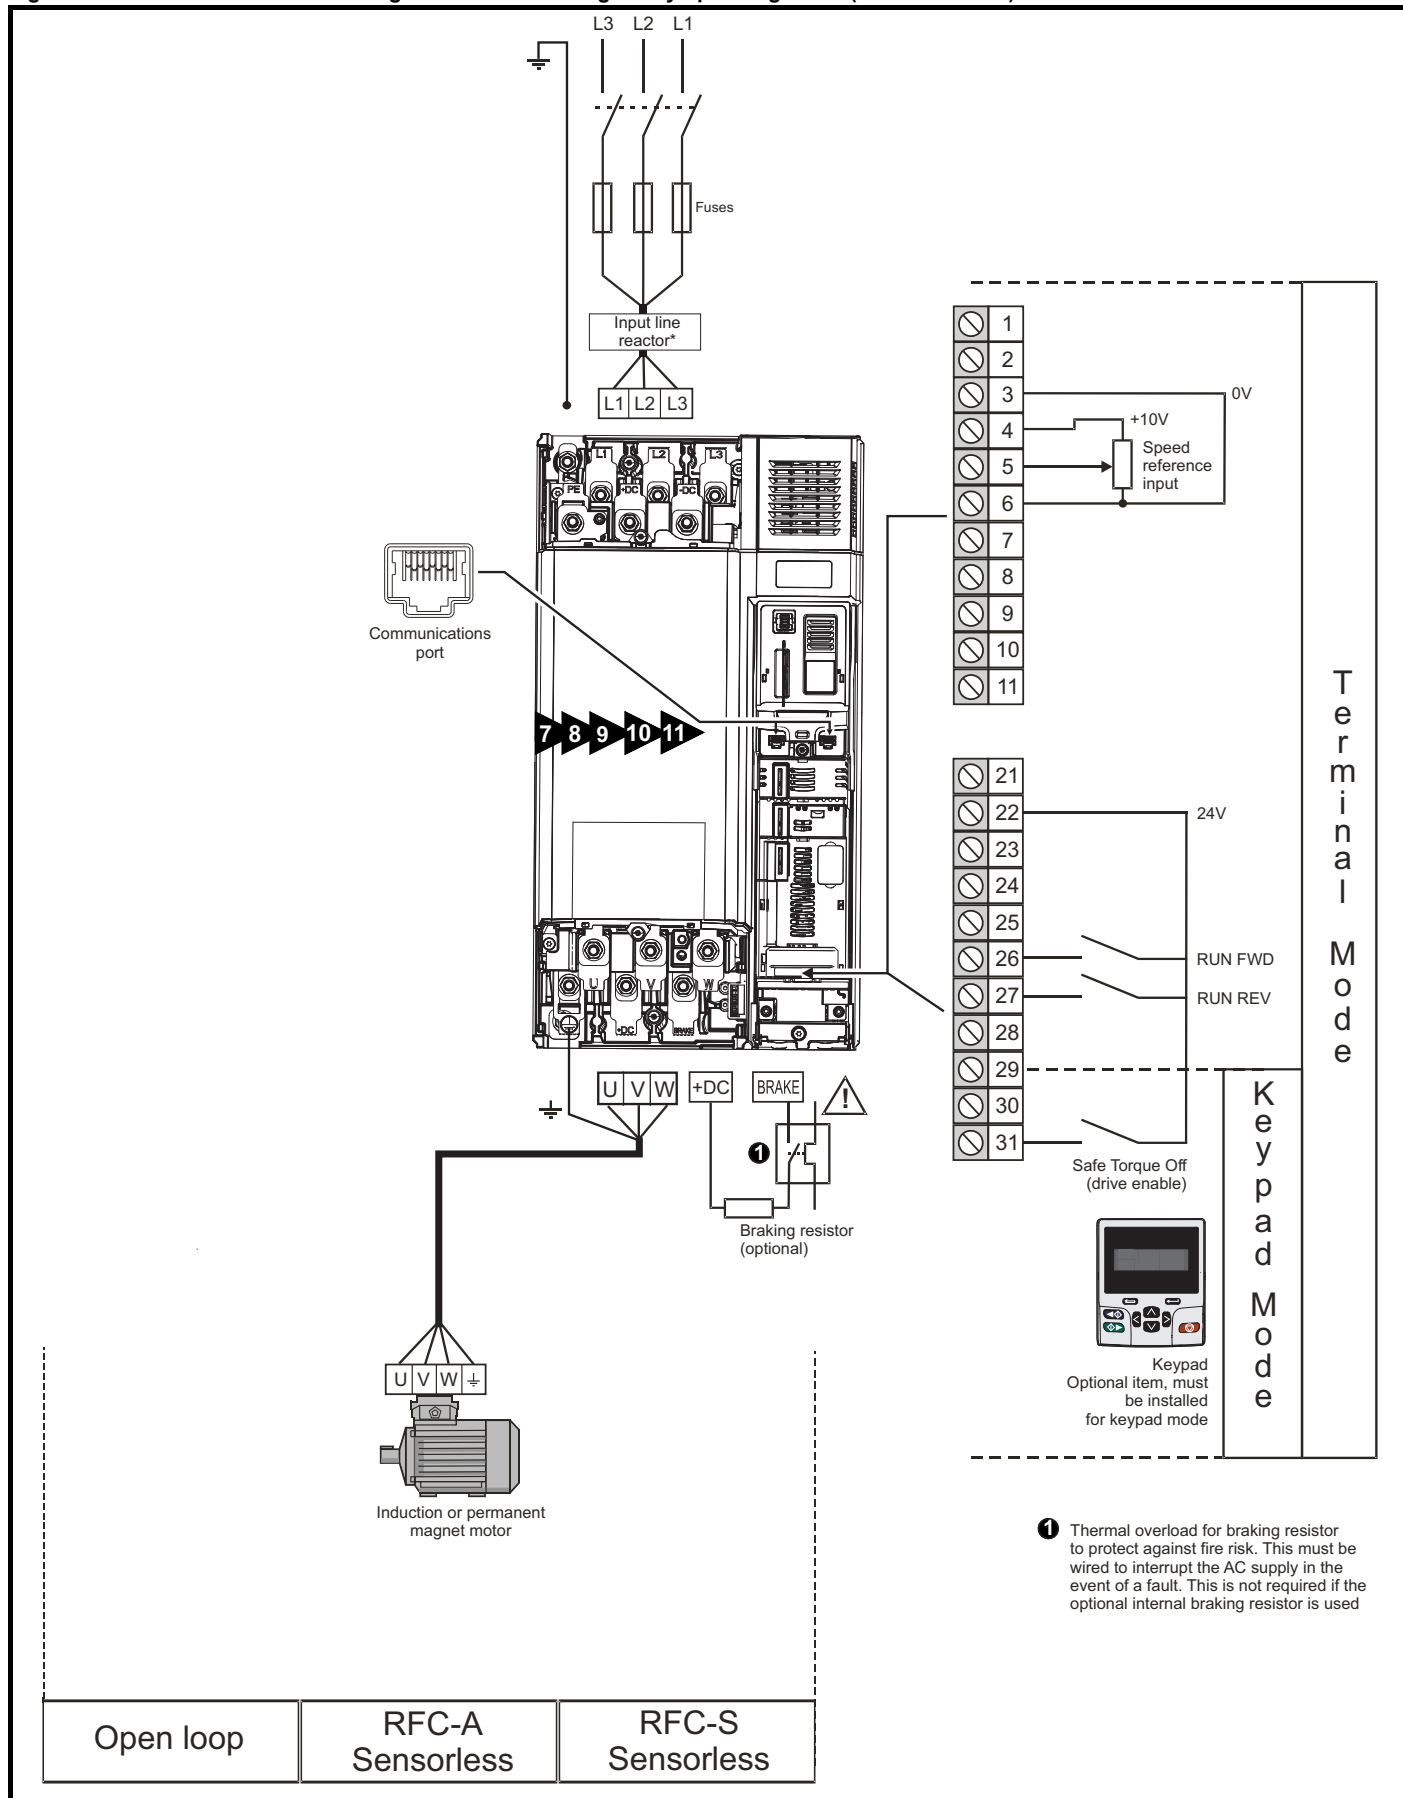 L3 L2 L1
Fuses
Input line
reactor*
L1 L2 L3
L1 L2 L3
PE +DC -DC
Communications
port
7 8 9 10 11
U V W
+DC BRAKE
U V W +DC BRAKE
!
1
Braking resistor
(optional)
U V W
Induction or permanent
magnet motor
1
2
3
0V
4
+10V
5
Speed
reference
input
6
7
8
9
10
11
21
22
24V
23
24
25
26
RUN FWD
27
RUN REV
28
29
30
31
Safe Torque Off
(drive enable)
Keypad
Optional item, must
be installed
for keypad mode
Keypad Mode
Terminal Mode
1 Thermal overload for braking resistor
to protect against fire risk. This must be
wired to interrupt the AC supply in the
event of a fault. This is not required if the
optional internal braking resistor is used
Open loop
RFC-A
Sensorless
RFC-S
Sensorless